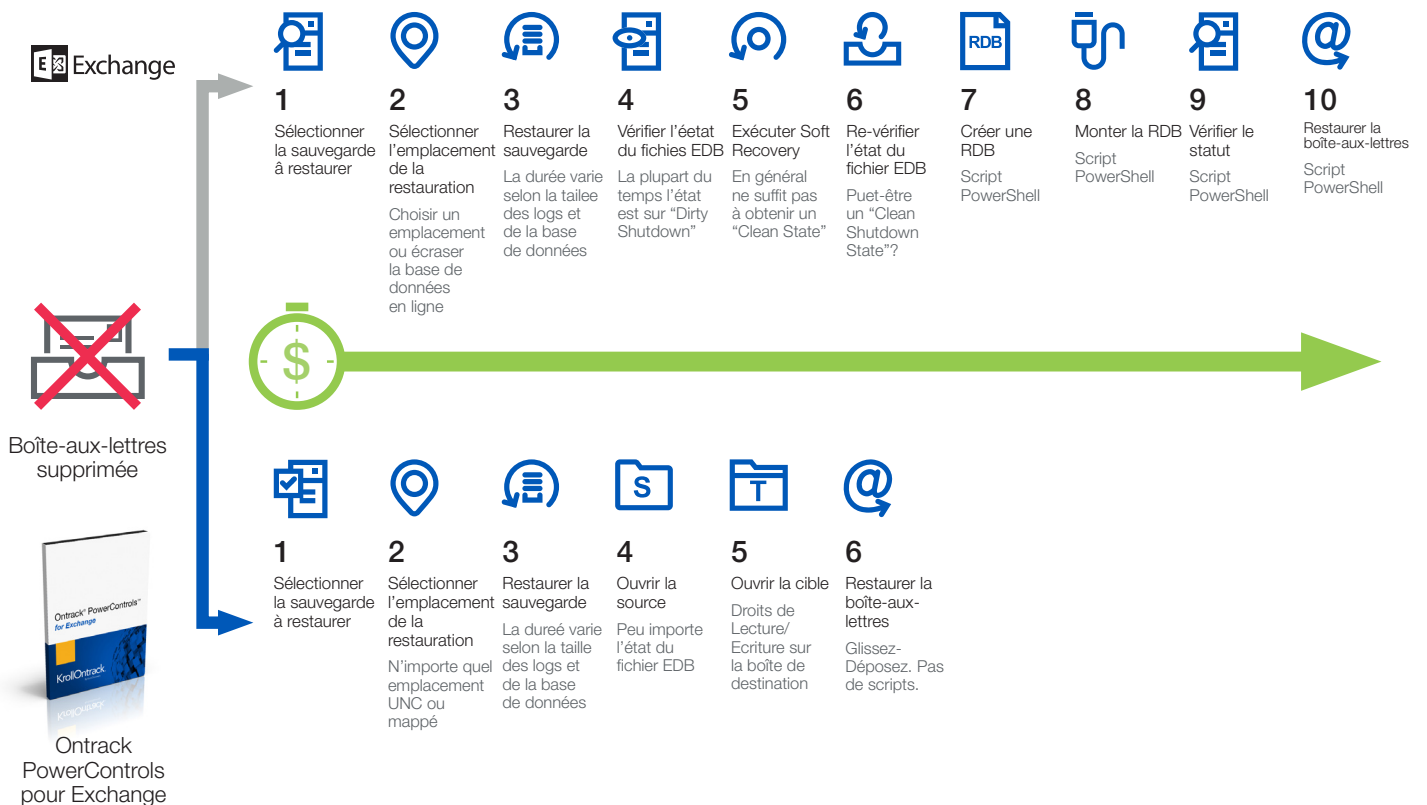 E Exchange
1
Sélectionner
la sauvegarde
â restaurer
2
Sélectionner
l'emplacement
de la
restauration
Choisir un
emplacement
ou écraser
la base de
données
en ligne
3
Restaurer la
sauvegarde
La durée varie
selon la tailee
des logs et
de la base
de données
4
Vérifier l'éetat
du fichies EDB
La plupart du
temps l'état
est sur “Dirty
Shutdown”
5
Exécuter Soft
Recovery
En général
ne suffit pas
à obtenir un
“Clean State”
6
Re-vérifier
l'état du
fichier EDB
Puet-être
un “Clean
Shutdown
State”?
RDB
7
Créer une
RDB
Script
PowerShell
8
Monter la RDB
Script
PowerShell
9
Vérifier le
statut
Script
PowerShell
@
10
Restaurer la
boîte-aux-lettres
Script
PowerShell
$
Boîte-aux-lettres
supprimée
1
Sélectionner
la sauvegarde
à restaurer
2
Sélectionner
l'emplacement
de la
restauration
N'importe quel
emplacement
UNC ou
mappé
3
Restaurer la
sauvegarde
La dureé varie
selon la taille
des logs et
de la base
de données
S
4
Ouvrir la
source
Peu importe
l'état du
fichier EDB
T
5
Ouvrir la cible
Droits de
Lecture/
Ecriture sur
la boîte de
destination
@
6
Restaurer la
boîte-aux-
lettres
Glissez-
Déposez. Pas
de scripts.
Ontrack® PowerControls™
for Exchange
KrollOntrack
Ontrack
PowerControls
pour Exchange